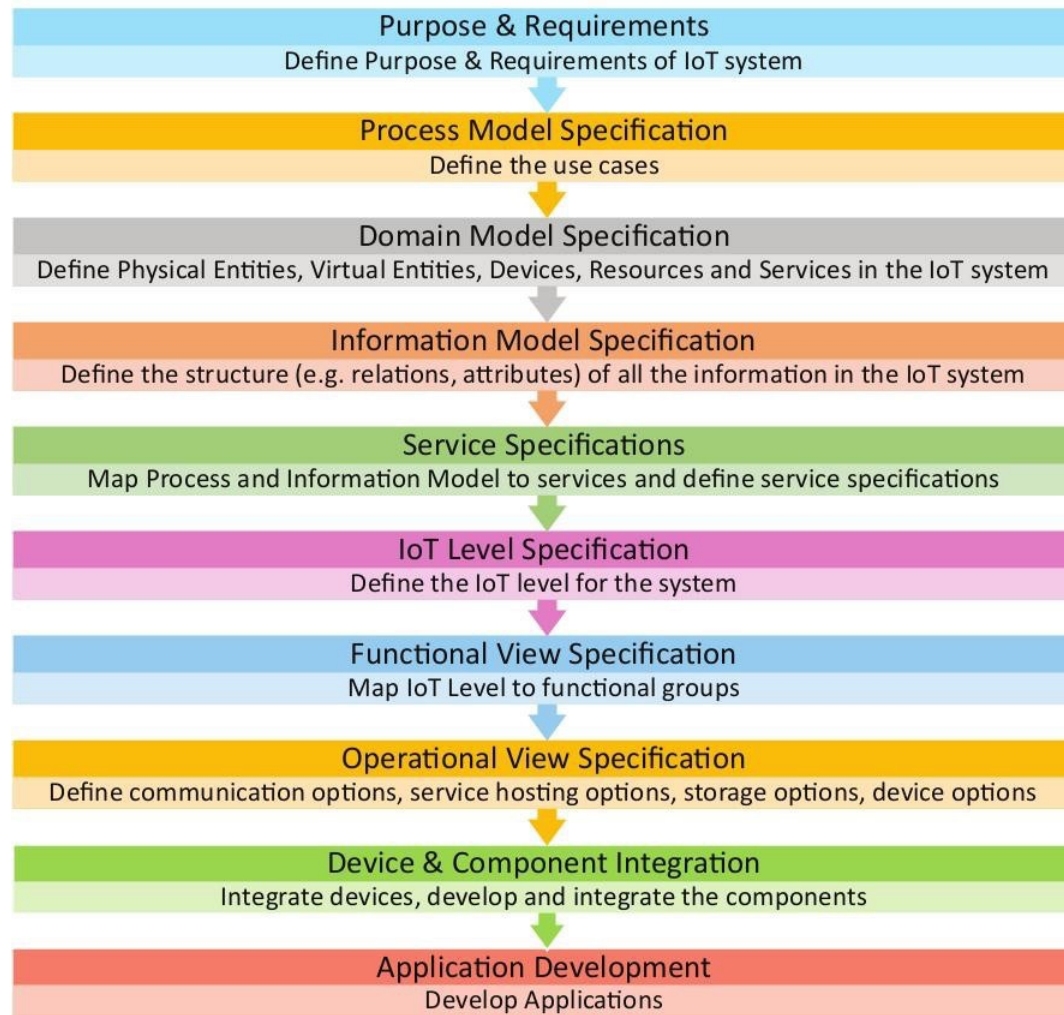 Purpose & Requirements
Define Purpose & Requirements of IoT system
Process Model Specification
Define the use cases
Domain Model Specification
Define Physical Entities, Virtual Entities, Devices, Resources and Services in the IoT system
Information Model Specification
Define the structure (e.g. relations, attributes) of all the information in the IoT system
Service Specifications
Map Process and Information Model to services and define service specifications
IoT Level Specification
Define the IoT level for the system
Functional View Specification
Map IoT Level to functional groups
Operational View Specification
Define communication options, service hosting options, storage options, device options
Device & Component Integration
Integrate devices, develop and integrate the components
Application Development
Develop Applications